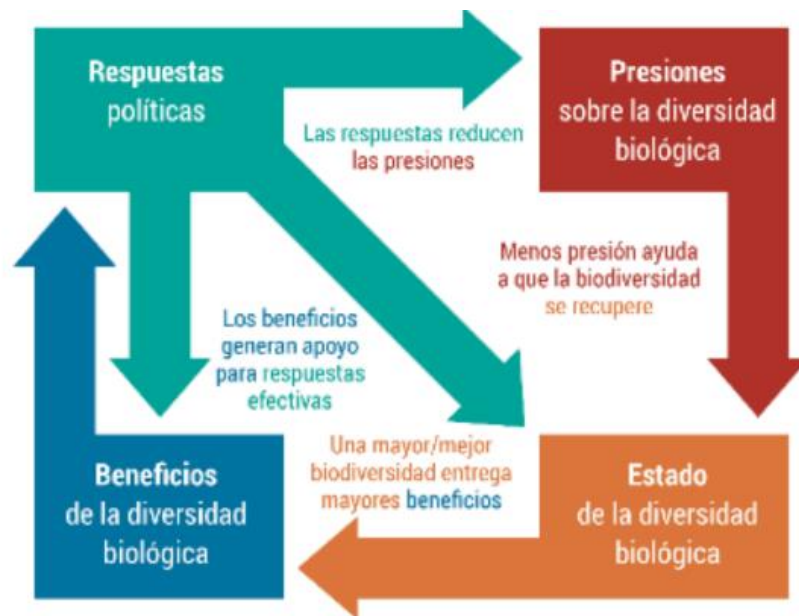 Respuestas
políticas
Presiones
sobre la diversidad
biológica
Las respuestas reducen
las presiones
Menos presión ayuda
a que la biodiversidad
se recupere
Los beneficios
generan apoyo
para respuestas
efectivas
Una mayor/mejor
biodiversidad entrega
mayores beneficios
Beneficios
de la diversidad
biológica
Estado
de la diversidad
biológica